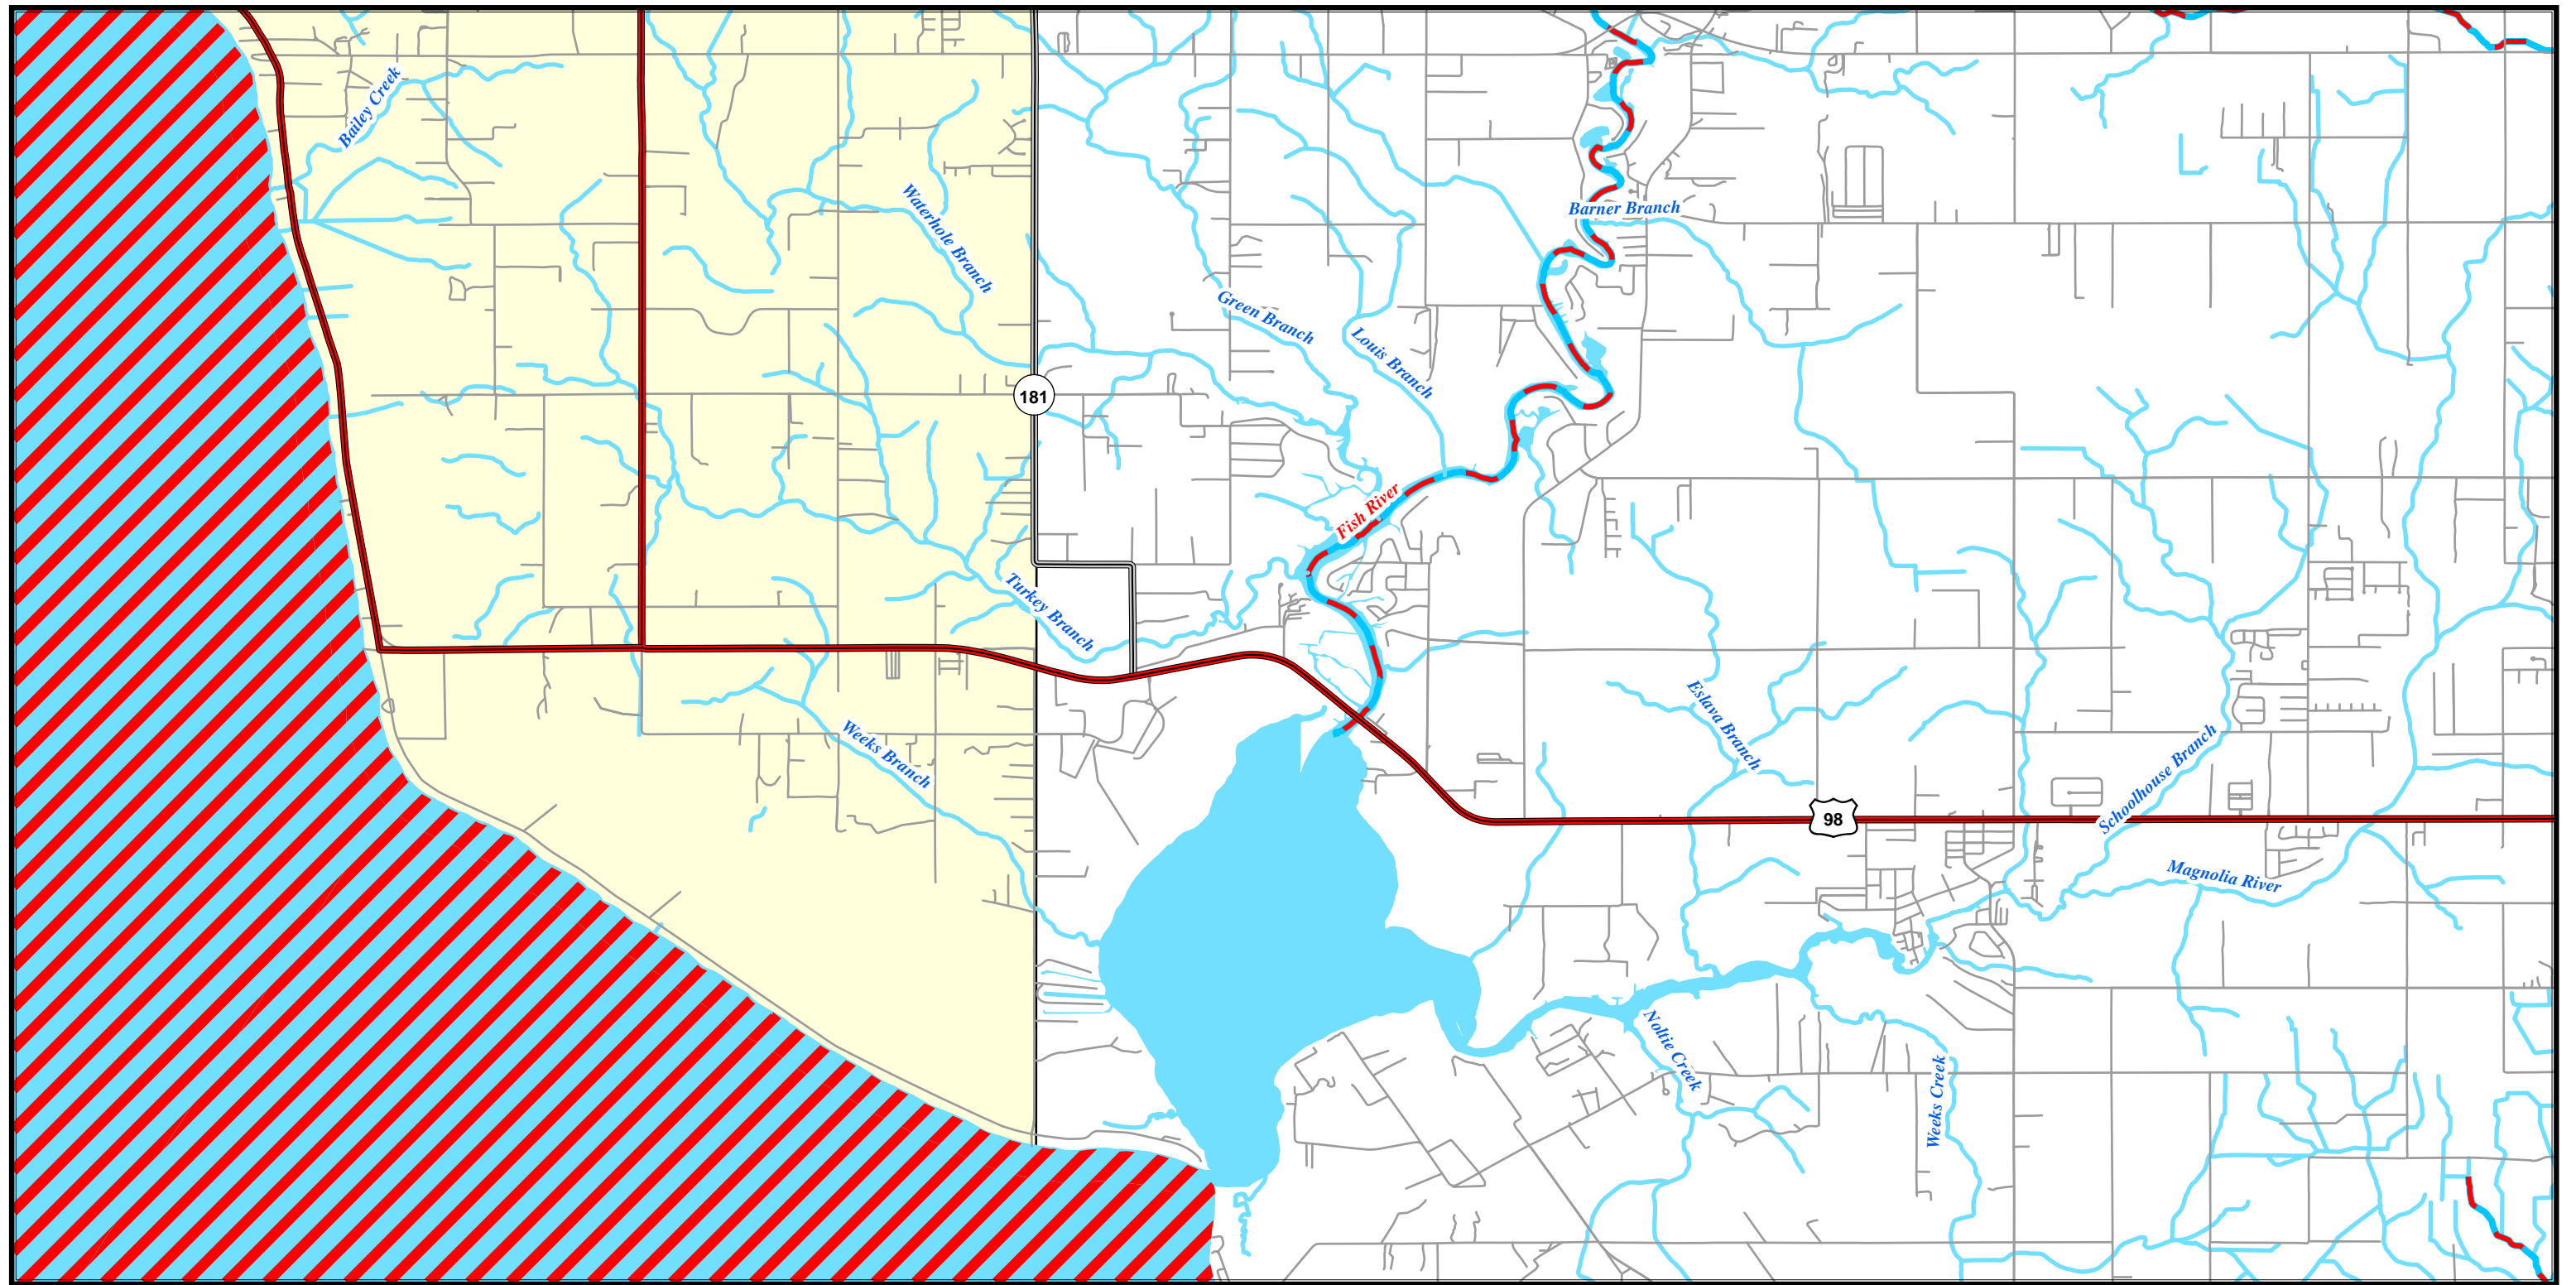 Bailey Creek
Waterhole Branch
Barner Branch
Green Branch
Louis Branch
181
Fish River
Turkey Branch
Weeks Branch
Eslava Branch
Schoolhouse Branch
98
Magnolia River
Noltie Creek
Weeks Creek